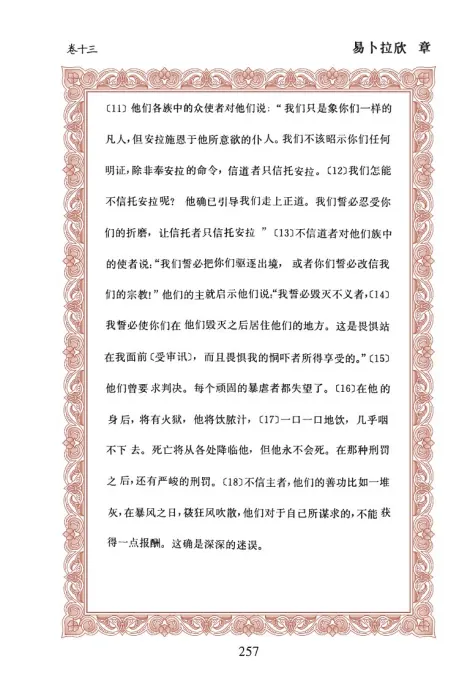 卷十三
易卜拉欣 章
〔11〕他们各族中的众使者对他们说：“我们只是象你们一样的
凡人，但安拉施恩于他所意欲的仆人。我们不该昭示你们任何
明证，除非奉安拉的命令，信道者只信托安拉。〔12〕我们怎能
不信托安拉呢？ 他确已引导我们走上正道。我们誓必忍受你
们的折磨，让信托者只信托安拉 ”〔13〕不信道者对他们族中
的使者说：“我们誓必把你们驱逐出境， 或者你们誓必改信我
们的宗教！”他们的主就启示他们说：“我誓必毁灭不义者，〔14〕
我誓必使你们在 他们毁灭之后居住他们的地方。这是畏惧站
在我面前〔受审讯〕，而且畏惧我的恫吓者所得享受的。”〔15〕
他们曾要求判决。每个顽固的暴虐者都失望了。〔16〕在他的
身后，将有火狱，他将饮脓汁，〔17〕一口一口地饮，几乎咽
不下 去。死亡将从各处降临他，但他永不会死。在那种刑罚
之后，还有严峻的刑罚。〔18〕不信主者，他们的善功比如一堆
灰，在暴风之日，被狂风吹散，他们对于自己所谋求的，不能获
得一点报酬。这确是深深的迷误。
257